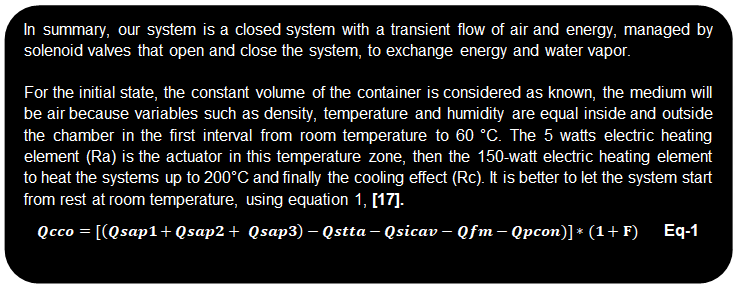 In summary, our system is a closed system with a transient flow of air and energy, managed by
solenoid valves that open and close the system, to exchange energy and water vapor.
For the initial state, the constant volume of the container is considered as known, the medium will
be air because variables such as density, temperature and humidity are equal inside and outside
the chamber in the first interval from room temperature to 60 °C. The 5 watts electric heating
element (Ra) is the actuator in this temperature zone, then the 150-watt electric heating element
to heat the systems up to 200°C and finally the cooling effect (Rc). It is better to let the system start
from rest at room temperature, using equation 1, [17].
Qcco = [(Qsap1 + Qsap2 + Qsap3) − Qstta − Qsicav − Qfm − Qpcon)] * (1 + F) Eq-1